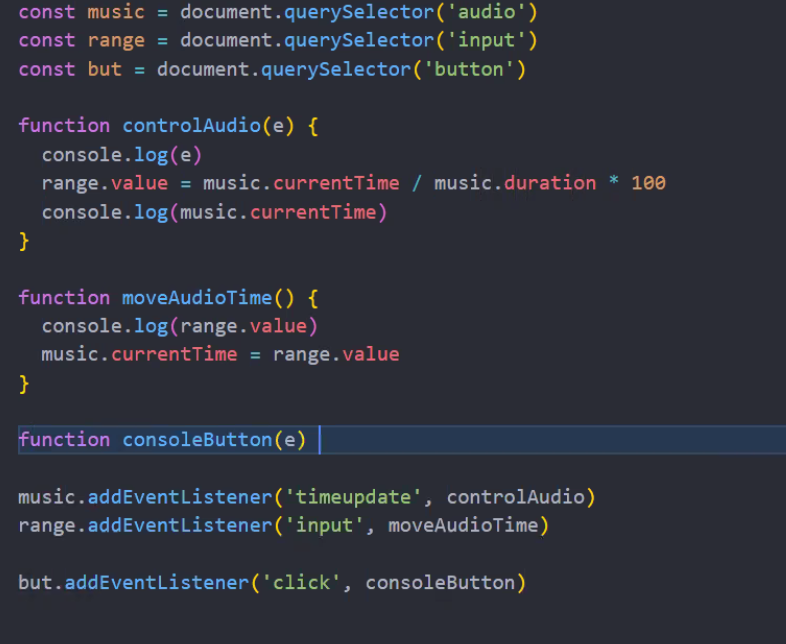 const music = document.querySelector('audio')
const range = document.querySelector('input')
const but = document.querySelector('button')
function controlAudio(e) {
console.log(e)
range.value = music.currentTime / music.duration * 100
console.log(music.currentTime)
}
function moveAudioTime() {
console.log(range.value)
music.currentTime = range.value
}
function consoleButton(e)
music.addEventListener('timeupdate', controlAudio)
range.addEventListener('input', moveAudioTime)
but.addEventListener('click', consoleButton)